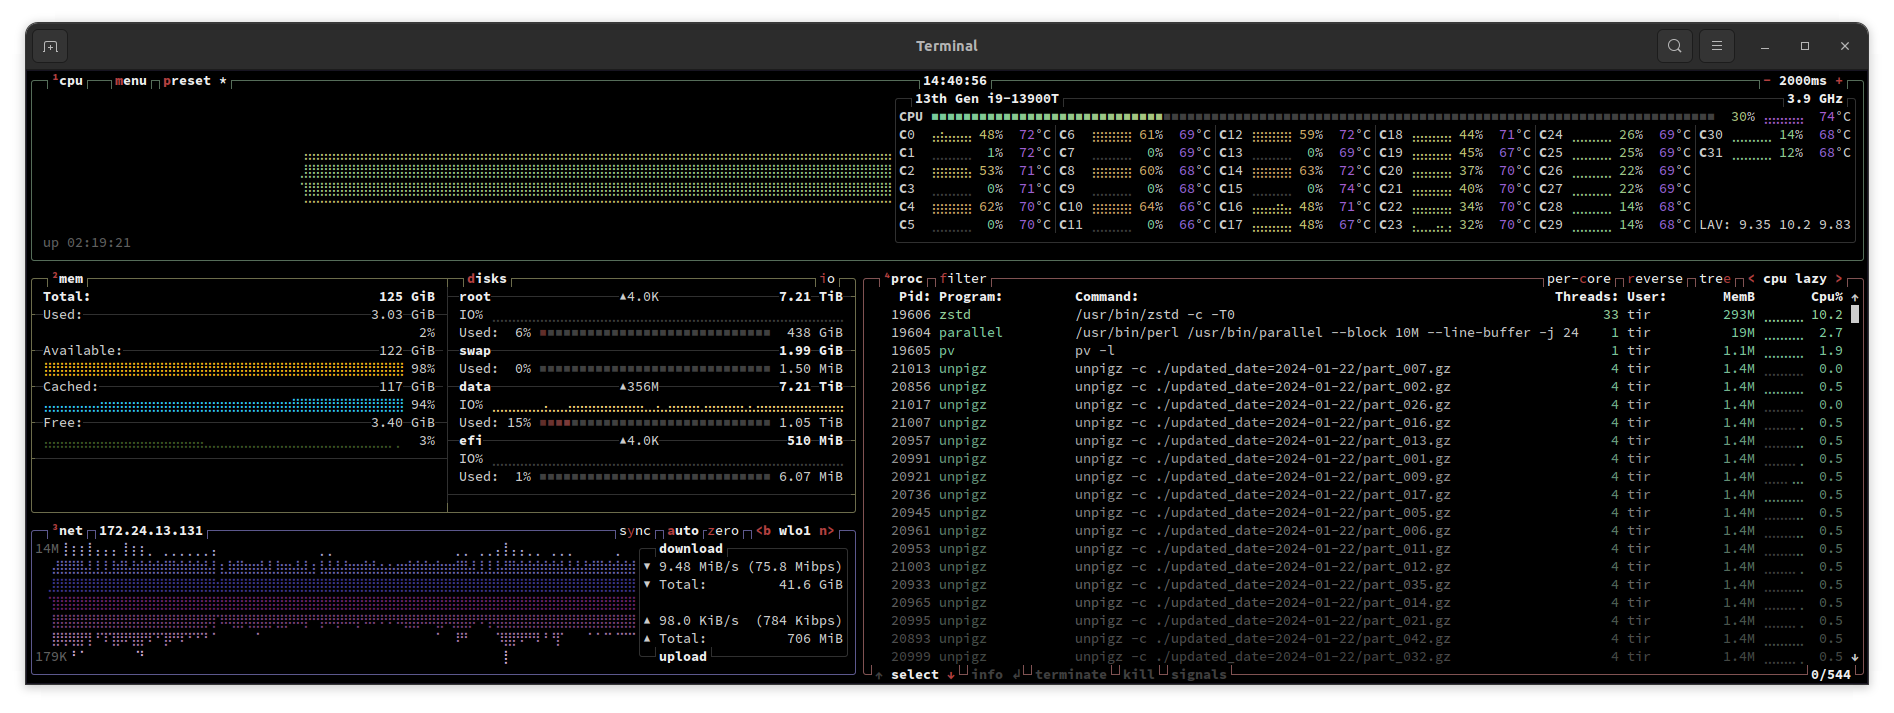 Terminal
¹cpu menu preset * 14:40:56 - 2000ms +
13th Gen i9-13900T 3.9 GHz
CPU 30% 74°C
C0 48% 72°C C6 61% 69°C C12 59% 72°C C18 44% 71°C C24 26% 69°C C30 14% 68°C
C1 1% 72°C C7 0% 69°C C13 0% 69°C C19 45% 67°C C25 25% 69°C C31 12% 68°C
C2 53% 71°C C8 60% 68°C C14 63% 72°C C20 37% 70°C C26 22% 69°C
C3 0% 71°C C9 0% 68°C C15 0% 74°C C21 40% 70°C C27 22% 69°C
C4 62% 70°C C10 64% 66°C C16 48% 71°C C22 34% 70°C C28 14% 68°C
C5 0% 70°C C11 0% 66°C C17 48% 67°C C23 32% 70°C C29 14% 68°C LAV: 9.35 10.2 9.83
up 02:19:21
²mem
Total: 125 GiB
Used: 3.03 GiB
2%
Available: 122 GiB
98%
Cached: 117 GiB
94%
Free: 3.40 GiB
3%
disks io
root ▲4.0K 7.21 TiB
IO%
Used: 6% 438 GiB
swap 1.99 GiB
Used: 0% 1.50 MiB
data ▲356M 7.21 TiB
IO%
Used: 15% 1.05 TiB
efi ▲4.0K 510 MiB
IO%
Used: 1% 6.07 MiB
³net 172.24.13.131 sync auto zero <b wlo1 n>
14M
download
▼ 9.48 MiB/s (75.8 Mibps)
▼ Total: 41.6 GiB
▲ 98.0 KiB/s (784 Kibps)
▲ Total: 706 MiB
upload
179K
⁴proc filter per-core reverse tree < cpu lazy >
Pid: Program: Command: Threads: User: MemB Cpu% ↑
19606 zstd /usr/bin/zstd -c -T0 33 tir 293M 10.2
19604 parallel /usr/bin/perl /usr/bin/parallel --block 10M --line-buffer -j 24 1 tir 19M 2.7
19605 pv pv -l 1 tir 1.1M 1.9
21013 unpigz unpigz -c ./updated_date=2024-01-22/part_007.gz 4 tir 1.4M 0.0
20856 unpigz unpigz -c ./updated_date=2024-01-22/part_002.gz 4 tir 1.4M 0.5
21017 unpigz unpigz -c ./updated_date=2024-01-22/part_026.gz 4 tir 1.4M 0.0
21007 unpigz unpigz -c ./updated_date=2024-01-22/part_016.gz 4 tir 1.4M 0.5
20957 unpigz unpigz -c ./updated_date=2024-01-22/part_013.gz 4 tir 1.4M 0.5
20991 unpigz unpigz -c ./updated_date=2024-01-22/part_001.gz 4 tir 1.4M 0.5
20921 unpigz unpigz -c ./updated_date=2024-01-22/part_009.gz 4 tir 1.4M 0.5
20736 unpigz unpigz -c ./updated_date=2024-01-22/part_017.gz 4 tir 1.4M 0.5
20945 unpigz unpigz -c ./updated_date=2024-01-22/part_005.gz 4 tir 1.4M 0.5
20961 unpigz unpigz -c ./updated_date=2024-01-22/part_006.gz 4 tir 1.4M 0.5
20953 unpigz unpigz -c ./updated_date=2024-01-22/part_011.gz 4 tir 1.4M 0.5
21003 unpigz unpigz -c ./updated_date=2024-01-22/part_012.gz 4 tir 1.4M 0.5
20933 unpigz unpigz -c ./updated_date=2024-01-22/part_035.gz 4 tir 1.4M 0.5
20965 unpigz unpigz -c ./updated_date=2024-01-22/part_014.gz 4 tir 1.4M 0.5
20995 unpigz unpigz -c ./updated_date=2024-01-22/part_021.gz 4 tir 1.4M 0.5
20893 unpigz unpigz -c ./updated_date=2024-01-22/part_042.gz 4 tir 1.4M 0.5
20999 unpigz unpigz -c ./updated_date=2024-01-22/part_032.gz 4 tir 1.4M 0.5 ↓
↑ select ↓ info ↲ terminate kill signals 0/544